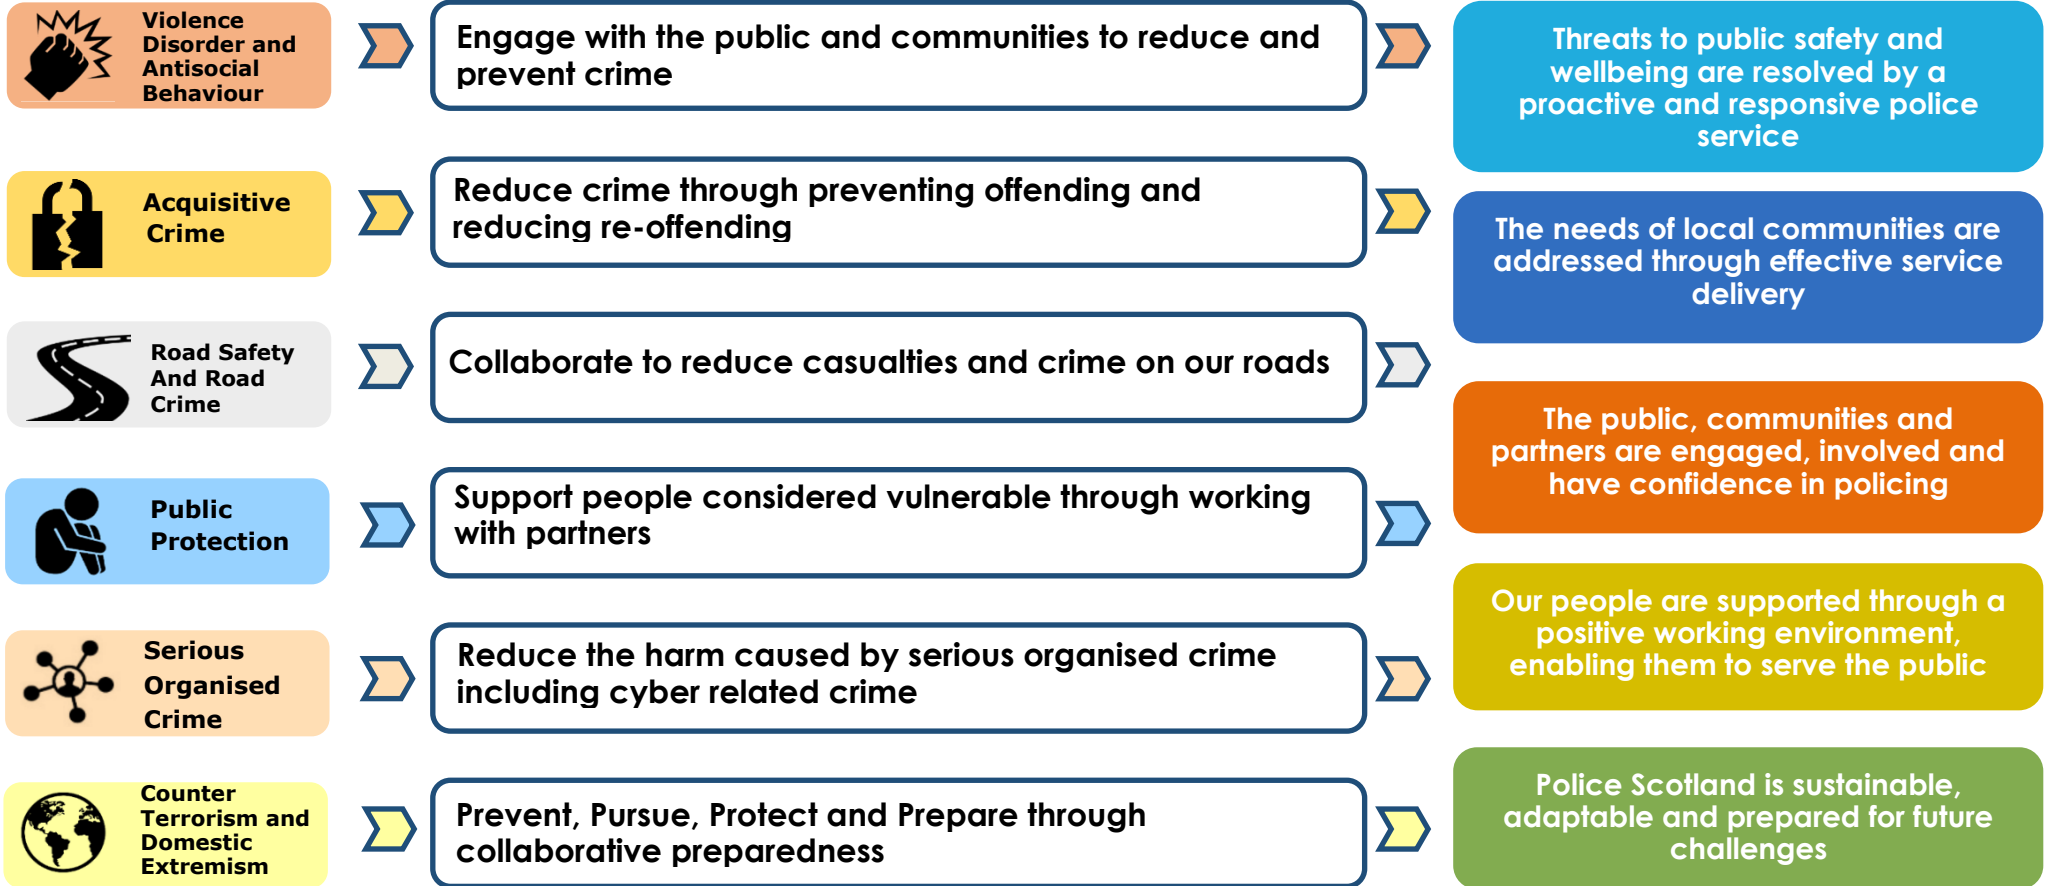 Violence
Disorder and
Antisocial
Behaviour
Engage with the public and communities to reduce and
prevent crime
Threats to public safety and
wellbeing are resolved by a
proactive and responsive police
service
Acquisitive
Crime
Reduce crime through preventing offending and
reducing re-offending
The needs of local communities are
addressed through effective service
delivery
Road Safety
And Road
Crime
Collaborate to reduce casualties and crime on our roads
The public, communities and
partners are engaged, involved and
have confidence in policing
Public
Protection
Support people considered vulnerable through working
with partners
Our people are supported through a
positive working environment,
enabling them to serve the public
Serious
Organised
Crime
Reduce the harm caused by serious organised crime
including cyber related crime
Counter
Terrorism and
Domestic
Extremism
Prevent, Pursue, Protect and Prepare through
collaborative preparedness
Police Scotland is sustainable,
adaptable and prepared for future
challenges